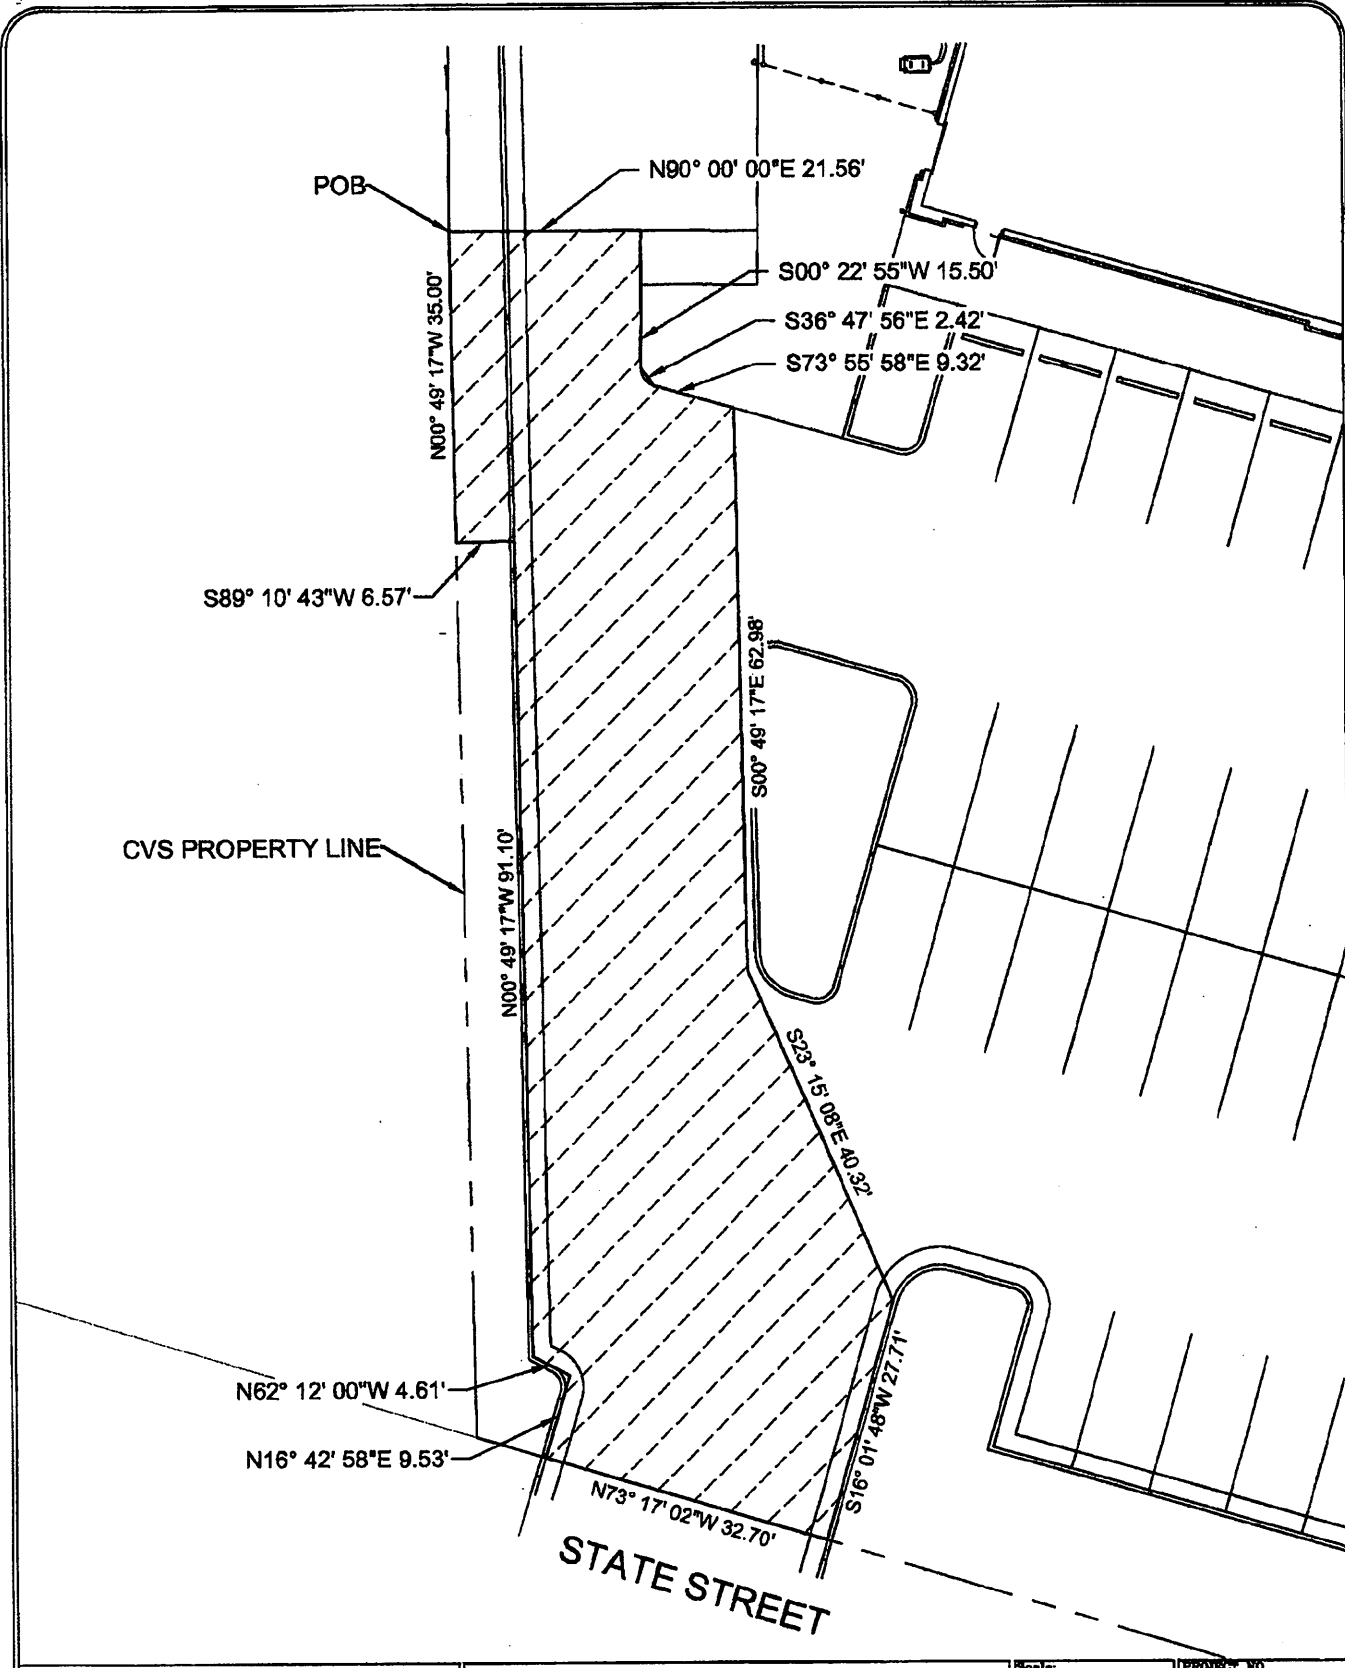 POB
N90° 00' 00"E 21.56'
S00° 22' 55"W 15.50'
S36° 47' 56"E 2.42'
S73° 55' 58"E 9.32'
N00° 49' 17"W 35.00'
S89° 10' 43"W 6.57'
S00° 49' 17"E 62.98'
CVS PROPERTY LINE
N00° 49' 17"W 91.10'
S23° 15' 08"E 40.32'
N62° 12' 00"W 4.61'
S16° 01' 48"W 27.71'
N16° 42' 58"E 9.53'
N73° 17' 02"W 32.70'
STATE STREET
Scale: PROJECT NO.